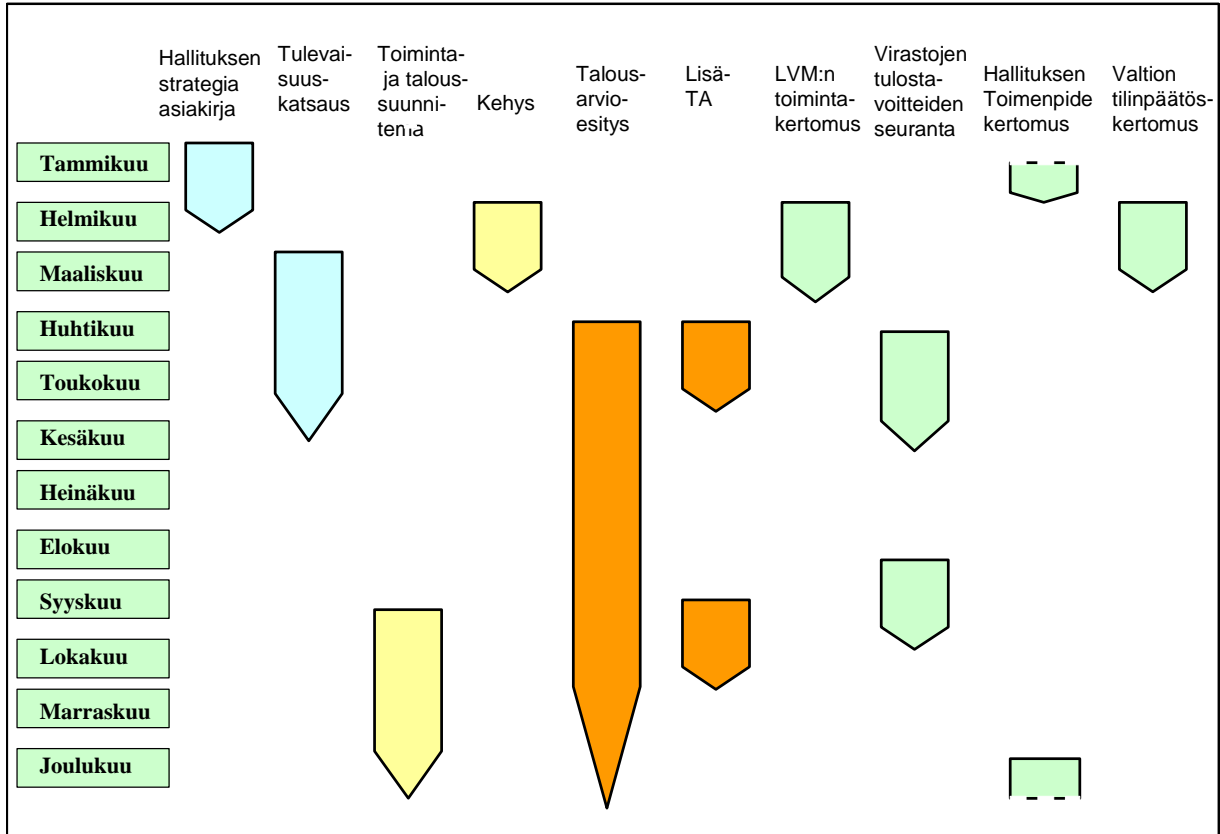 Hallituksen
strategia
asiakirja
Tulevai-
suus-
katsaus
Toiminta-
ja talous-
suunni-
telma
Kehys
Talous-
arvio-
esitys
Lisä-
TA
LVM:n
toiminta-
kertomus
Virastojen
tulosta-
voitteiden
seuranta
Hallituksen
Toimenpide
kertomus
Valtion
tilinpäätös-
kertomus
Tammikuu
Helmikuu
Maaliskuu
Huhtikuu
Toukokuu
Kesäkuu
Heinäkuu
Elokuu
Syyskuu
Lokakuu
Marraskuu
Joulukuu